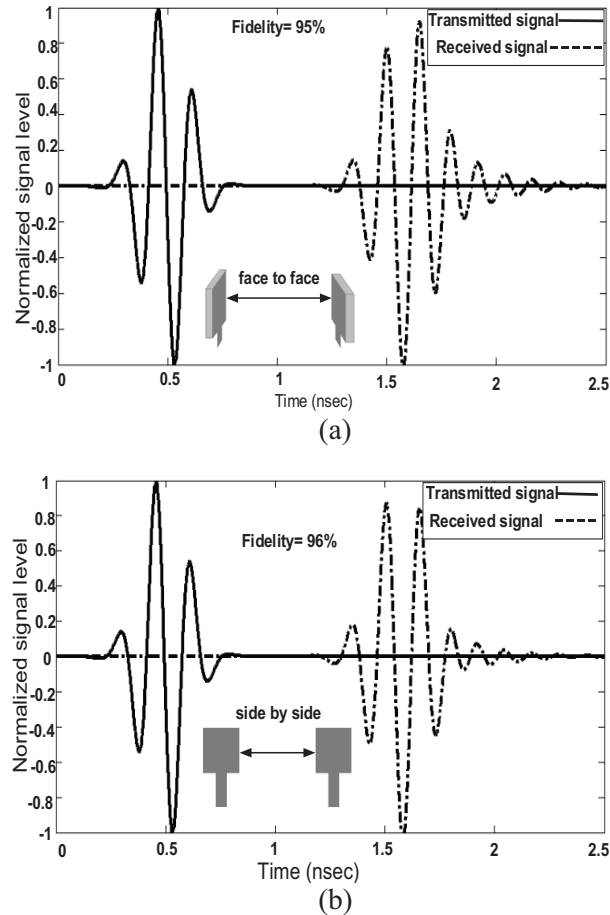 Fidelity= 95%
Transmitted signal
Received signal
Normalized signal level
1
0.8
0.6
0.4
0.2
0
-0.2
-0.4
-0.6
-0.8
-1
face to face
0 0.5 1 1.5 2 2.5
Time (nsec)
(a)
Fidelity= 96%
Transmitted signal
Received signal
Normalized signal level
1
0.8
0.6
0.4
0.2
0
-0.2
-0.4
-0.6
-0.8
-1
side by side
0 0.5 1 1.5 2 2.5
Time (nsec)
(b)